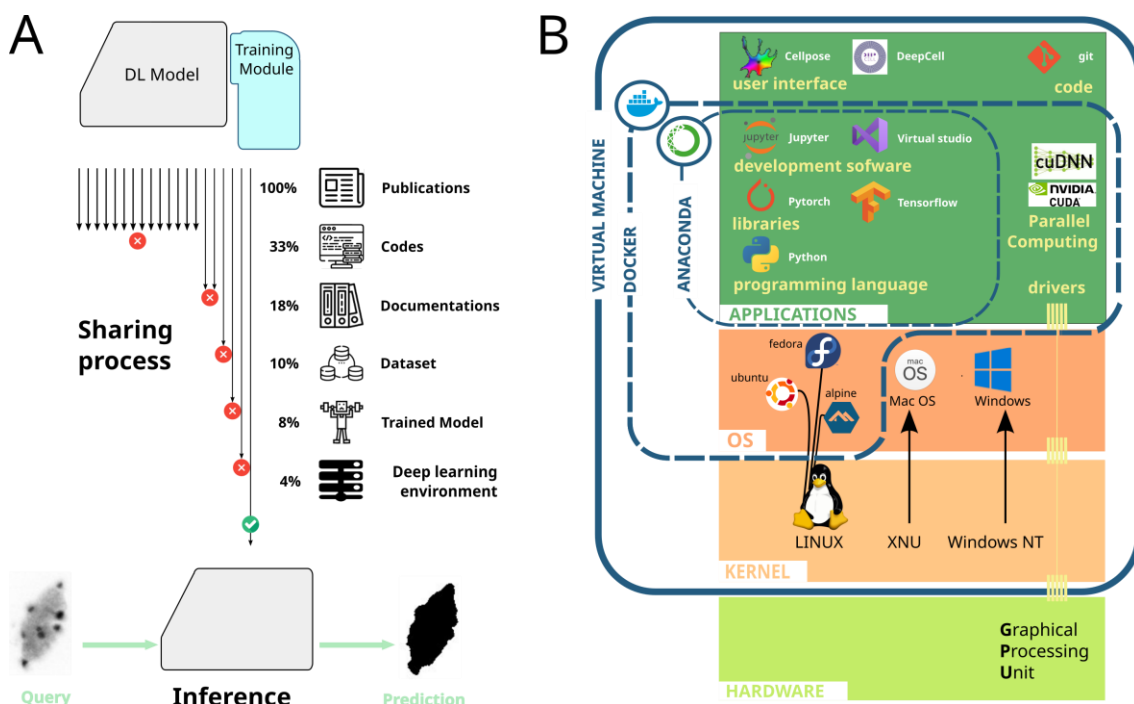 A
DL Model
Training
Module
100%
Publications
33%
Codes
18%
Documentations
Sharing
process
10%
Dataset
8%
Trained Model
4%
Deep learning
environment
Query
Inference
Prediction
B
VIRTUAL MACHINE
DOCKER
ANACONDA
Cellpose
DeepCell
git
user interface
code
jupyter
Jupyter
Virtual studio
development sofware
cuDNN
NVIDIA
CUDA
Pytorch
Tensorflow
libraries
Parallel
Computing
Python
programming language
drivers
APPLICATIONS
fedora
ubuntu
alpine
mac
OS
Mac OS
Windows
OS
LINUX
XNU
Windows NT
KERNEL
Graphical
Processing
Unit
HARDWARE